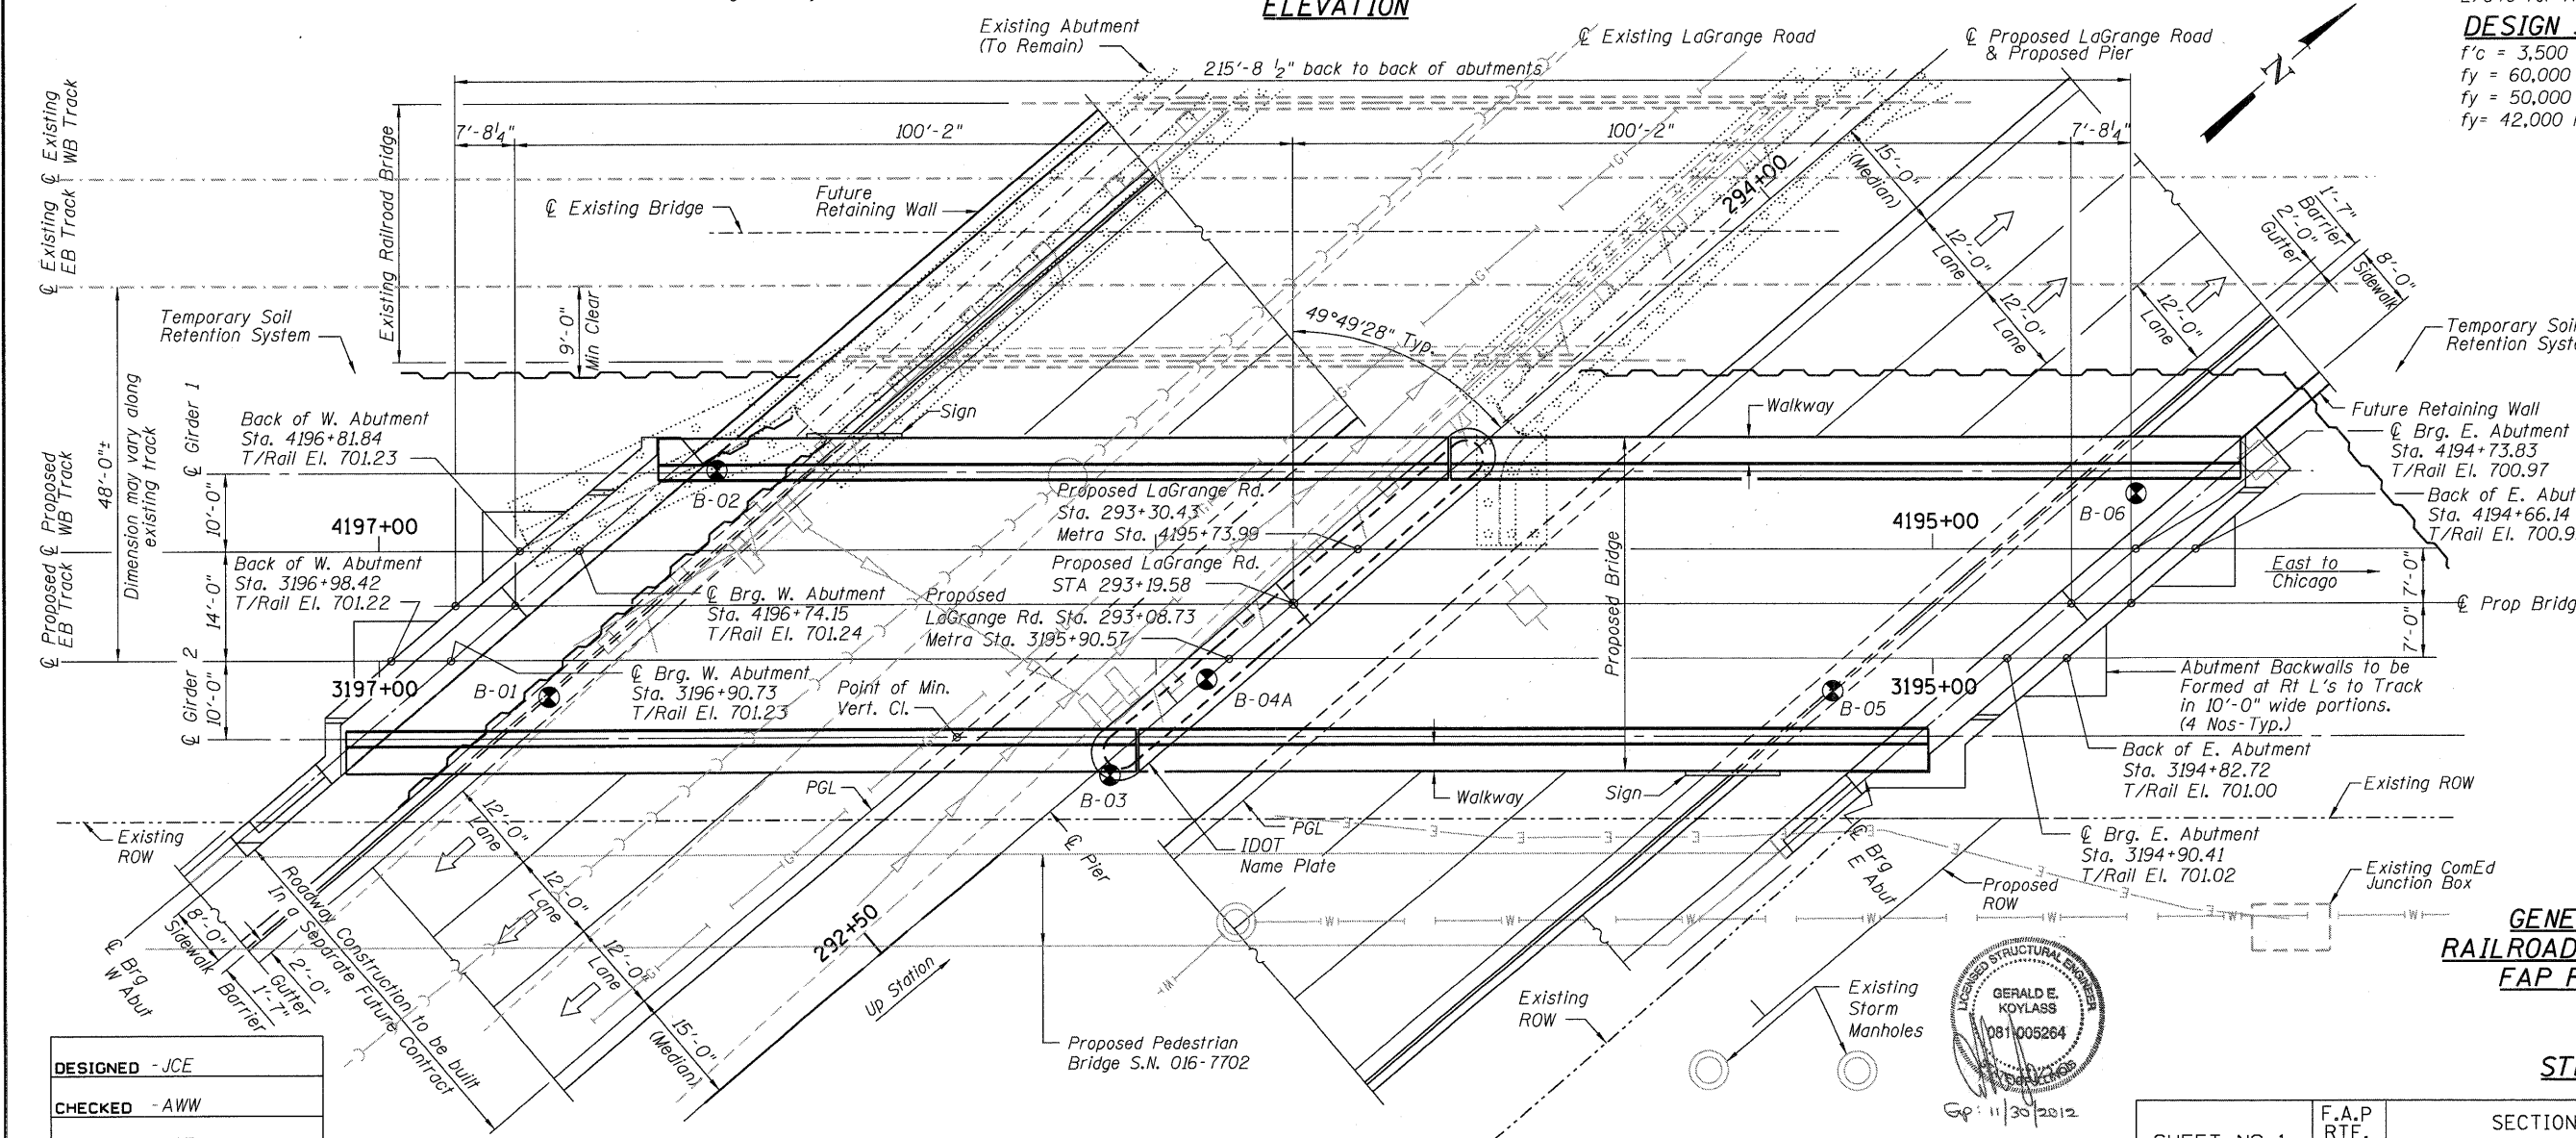 ELEVATION
DESIGN
f'c = 3,500
fy = 60,000
fy = 50,000
fy= 42,000
Existing Abutment
(To Remain)
℄ Existing LaGrange Road
℄ Proposed LaGrange Road
& Proposed Pier
N
215'-8 1/2" back to back of abutments
7'-8 1/4"
100'-2"
100'-2"
7'-8 1/4"
℄ Existing
WB Track
℄ Existing
EB Track
Existing Railroad Bridge
℄ Existing Bridge
Future
Retaining Wall
294+00
15'-0"
(Median)
12'-0"
Lane
12'-0"
Lane
12'-0"
Lane
1'-7"
Barrier
2'-0"
Gutter
8'-0"
Sidewalk
Temporary Soil
Retention System
9'-0"
Min Clear
49°49'28" Typ.
Temporary Soil
48'-0"±
Dimension may vary along
existing track
℄ Girder 1
Back of W. Abutment
Sta. 4196+81.84
T/Rail El. 701.23
Sign
Walkway
Future Retaining Wall
℄ Brg. E. Abutment
Sta. 4194+73.83
T/Rail El. 700.97
B-02
Proposed LaGrange Rd.
Sta. 293+30.43
Metra Sta. 4195+73.99
B-06
Back of E. Abut
Sta. 4194+66.14
T/Rail El. 700.9
℄ Proposed
WB Track
10'-0"
4197+00
4195+00
Back of W. Abutment
Sta. 3196+98.42
T/Rail El. 701.22
Proposed LaGrange Rd.
STA 293+19.58
Proposed Bridge
East to
Chicago
7'-0"
℄ Prop Bridge
14'-0"
℄ Brg. W. Abutment
Sta. 4196+74.15
T/Rail El. 701.24
Proposed
LaGrange Rd. Sta. 293+08.73
Metra Sta. 3195+90.57
7'-0"
℄ Proposed
EB Track
℄ Girder 2
10'-0"
3197+00
B-01
℄ Brg. W. Abutment
Sta. 3196+90.73
T/Rail El. 701.23
Point of Min.
Vert. Cl.
B-04A
B-05
3195+00
Abutment Backwalls to be
Formed at Rt L's to Track
in 10'-0" wide portions.
(4 Nos-Typ.)
Back of E. Abutment
Sta. 3194+82.72
T/Rail El. 701.00
B-03
PGL
Walkway
Sign
Existing ROW
Existing
ROW
12'-0"
Lane
12'-0"
Lane
12'-0"
Lane
15'-0"
(Median)
PGL
IDOT
Name Plate
℄ Pier
℄ Brg
E Abut
℄ Brg. E. Abutment
Sta. 3194+90.41
T/Rail El. 701.02
Proposed
ROW
Existing ComEd
Junction Box
℄ Brg
W Abut
8'-0"
Sidewalk
2'-0"
Gutter
1'-7"
Barrier
Roadway Construction to be built
In a Separate Future Contract
292+50
Up Station
Existing
ROW
Existing
Storm
Manholes
Proposed Pedestrian
Bridge S.N. 016-7702
LICENSED STRUCTURAL ENGINEER
GERALD E.
KOYLASS
081-005264
STATE OF ILLINOIS
Exp: 11/30/2012
RAILROAD
FAP
DESIGNED - JCE
CHECKED - AWW
SHEET NO. 1
F.A.P
RTE.
SECTION